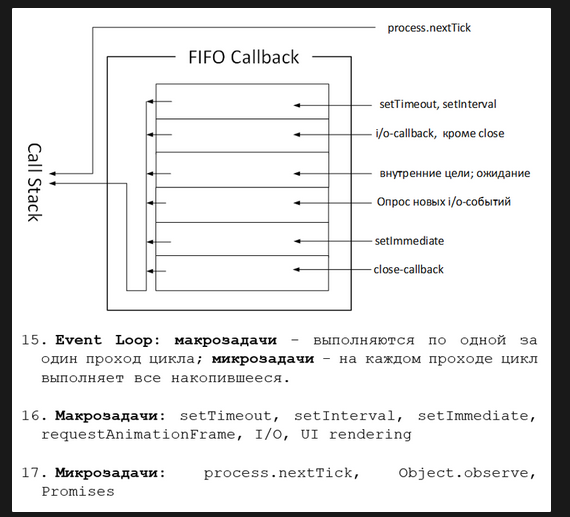 process.nextTick
FIFO Callback
setTimeout, setInterval
i/o-callback, кроме close
внутренние цели; ожидание
Опрос новых i/o-событий
setImmediate
close-callback
Call Stack
15. Event Loop: макрозадачи – выполняются по одной за
один проход цикла; микрозадачи – на каждом проходе цикл
выполняет все накопившееся.
16. Макрозадачи: setTimeout, setInterval, setImmediate,
requestAnimationFrame, I/O, UI rendering
17. Микрозадачи: process.nextTick, Object.observe,
Promises